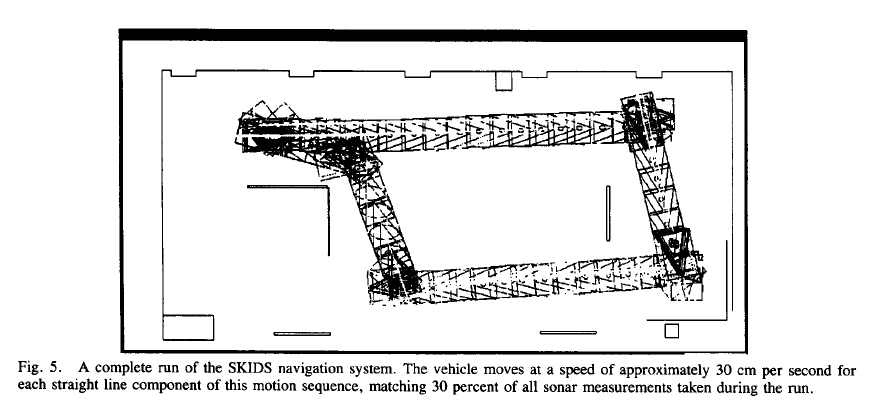 Fig. 5. A complete run of the SKIDS navigation system. The vehicle moves at a speed of approximately 30 cm per second for
each straight line component of this motion sequence, matching 30 percent of all sonar measurements taken during the run.